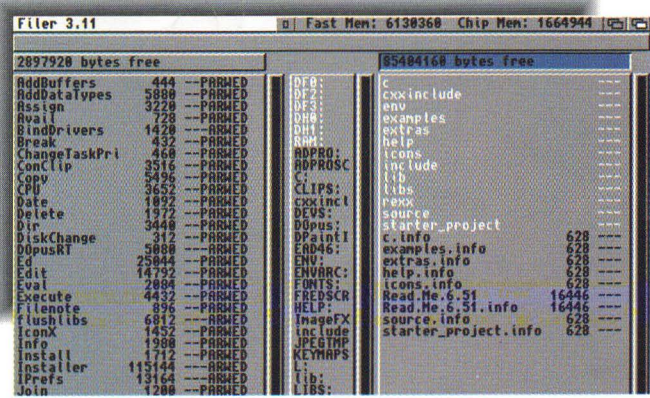 Filer 3.11
Fast Mem: 6130360 Chip Mem: 1664944
2897920 bytes free
85404160 bytes free
AddBuffers 444 ---PARWED
AddDataTypes 5880 ---PARWED
Assign 3220 ---PARWED
Avail 728 ---PARWED
BindDrivers 1420 ---ARWED
Break 432 ---PARWED
ChangeTaskPri 460 ---PARWED
ConClip 3516 ---PARWED
Copy 5496 ---PARWED
CPU 3652 ---PARWED
Date 1092 ---PARWED
Delete 1972 ---PARWED
Dir 3440 ---PARWED
DiskChange 312 ---PARWED
DOpusRT 5080 ---PARWED
Ed 25044 ---PARWED
Edit 14792 ---PARWED
Eval 2084 ---PARWED
Execute 4432 ---PARWED
Filenote 896 ---PARWED
Flushlibs 6812 ---PARWED
IconX 1452 ---PARWED
Info 1980 ---PARWED
Install 1712 ---PARWED
Installer 115144 ---PARWED
IPrefs 13164 ---PARWED
Join 1200 ---PARWED
DF0:
DF2:
DF3:
DH0:
DH1:
RAM:
ADPRO:
ADPROSC
C:
CLIPS:
cxxincl
DEVS:
DOpus:
DPaintI
EAD46:
ENV:
ENVARC:
FONTS:
FREDSCR
HELP:
ImageFX
include
JPEGTMP
KEYMAPS
L:
lib:
LIBS:
c ---
cxxinclude ---
env ---
examples ---
extras ---
help ---
icons ---
include ---
lib ---
libs ---
rexx ---
source ---
starter_project ---
c.info 628 ---
examples.info 628 ---
extras.info 628 ---
help.info 628 ---
icons.info 628 ---
Read.Me.6.51 16446 ---
Read.Me.6.51.info 16446 ---
source.info 628 ---
starter_project.info 628 ---